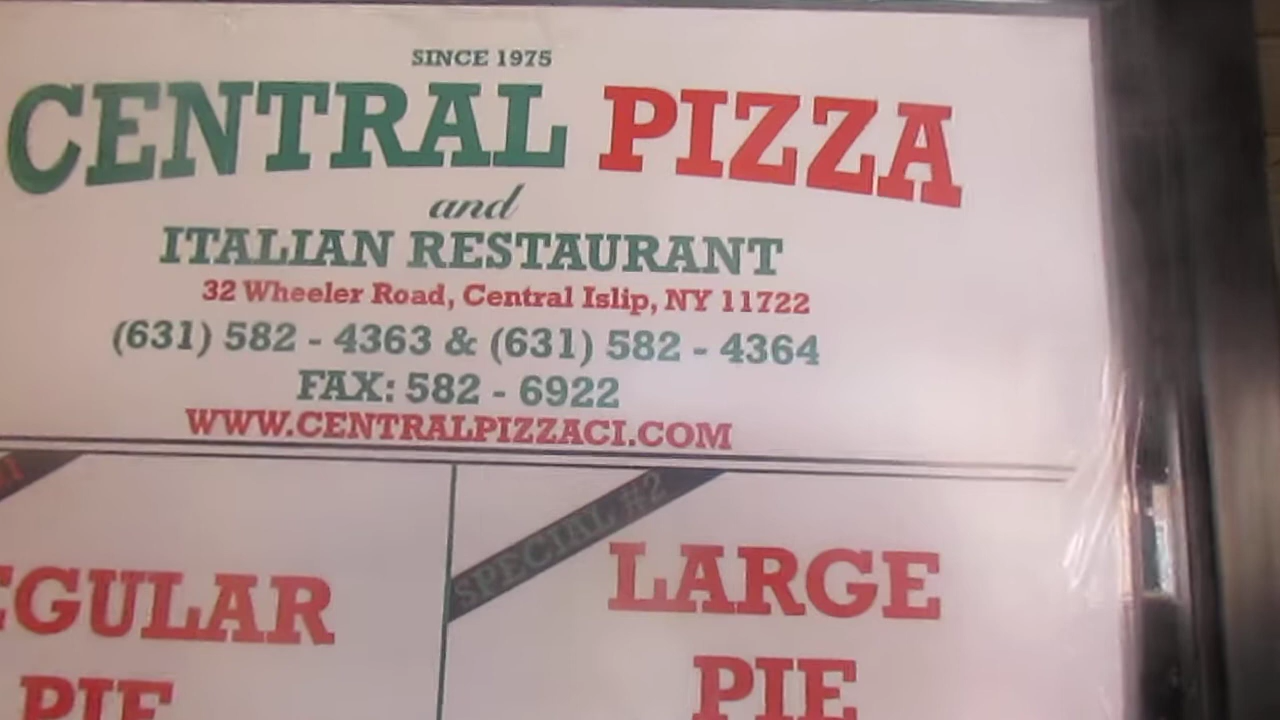 SINCE 1975
CENTRAL PIZZA
and
ITALIAN RESTAURANT
32 Wheeler Road, Central Islip, NY 11722
(631) 582 - 4363 & (631) 582 - 4364
FAX: 582 - 6922
WWW.CENTRALPIZZACI.COM
SPECIAL #2
EGULAR
PIE
LARGE
PIE